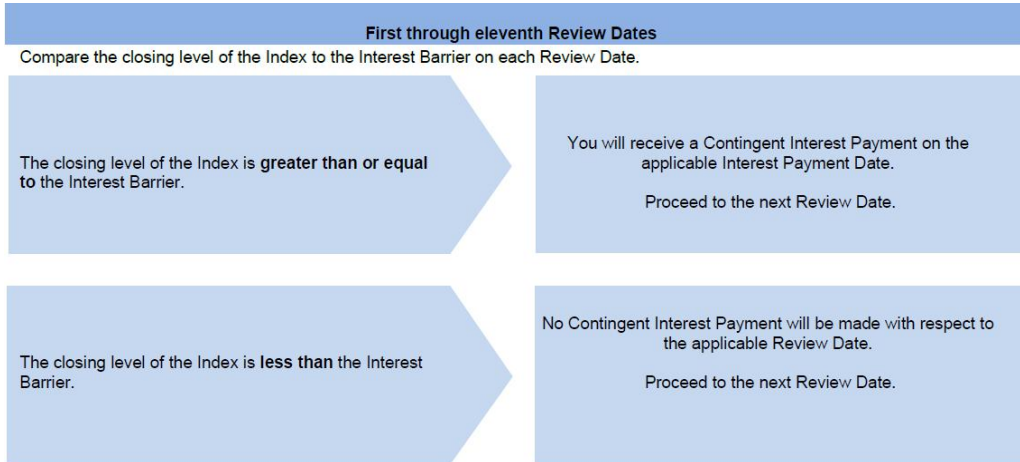 First through eleventh Review Dates
Compare the closing level of the Index to the Interest Barrier on each Review Date.
The closing level of the Index is greater than or equal
to the Interest Barrier.
You will receive a Contingent Interest Payment on the
applicable Interest Payment Date.
Proceed to the next Review Date.
The closing level of the Index is less than the Interest
Barrier.
No Contingent Interest Payment will be made with respect to
the applicable Review Date.
Proceed to the next Review Date.